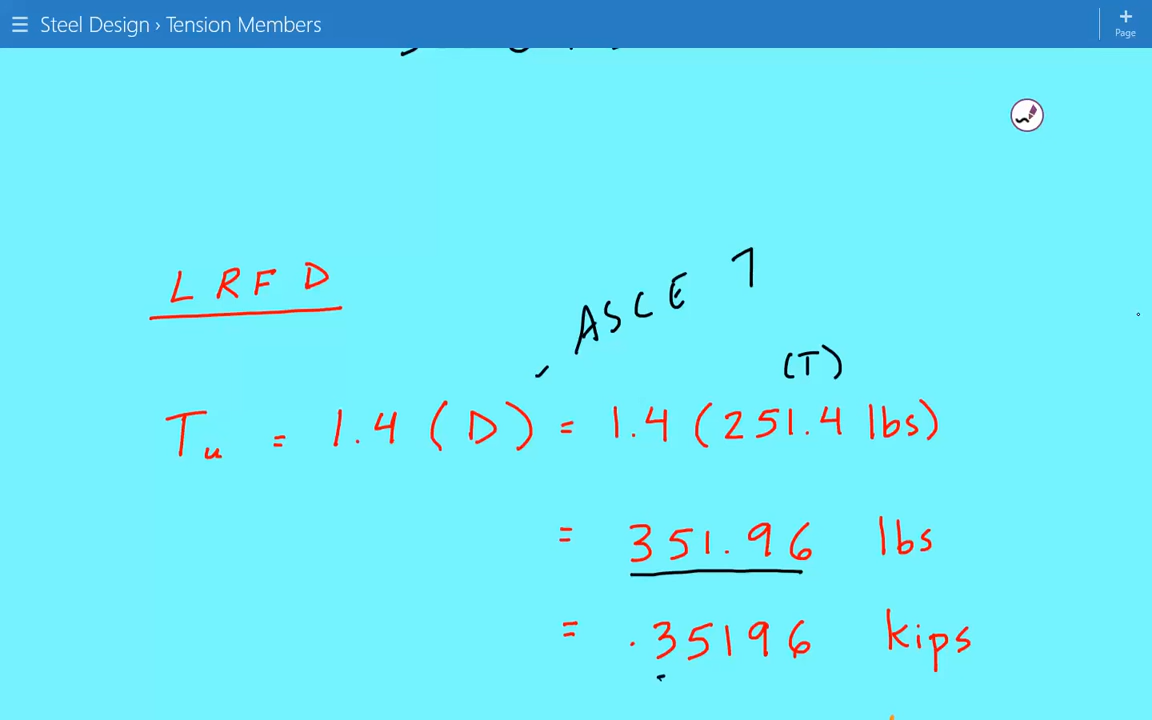 Steel Design › Tension Members
Page
LRFD
ASCE 7
(T)
Tu = 1.4 (D) = 1.4 (251.4 lbs)
= 351.96 lbs
= .35196 kips